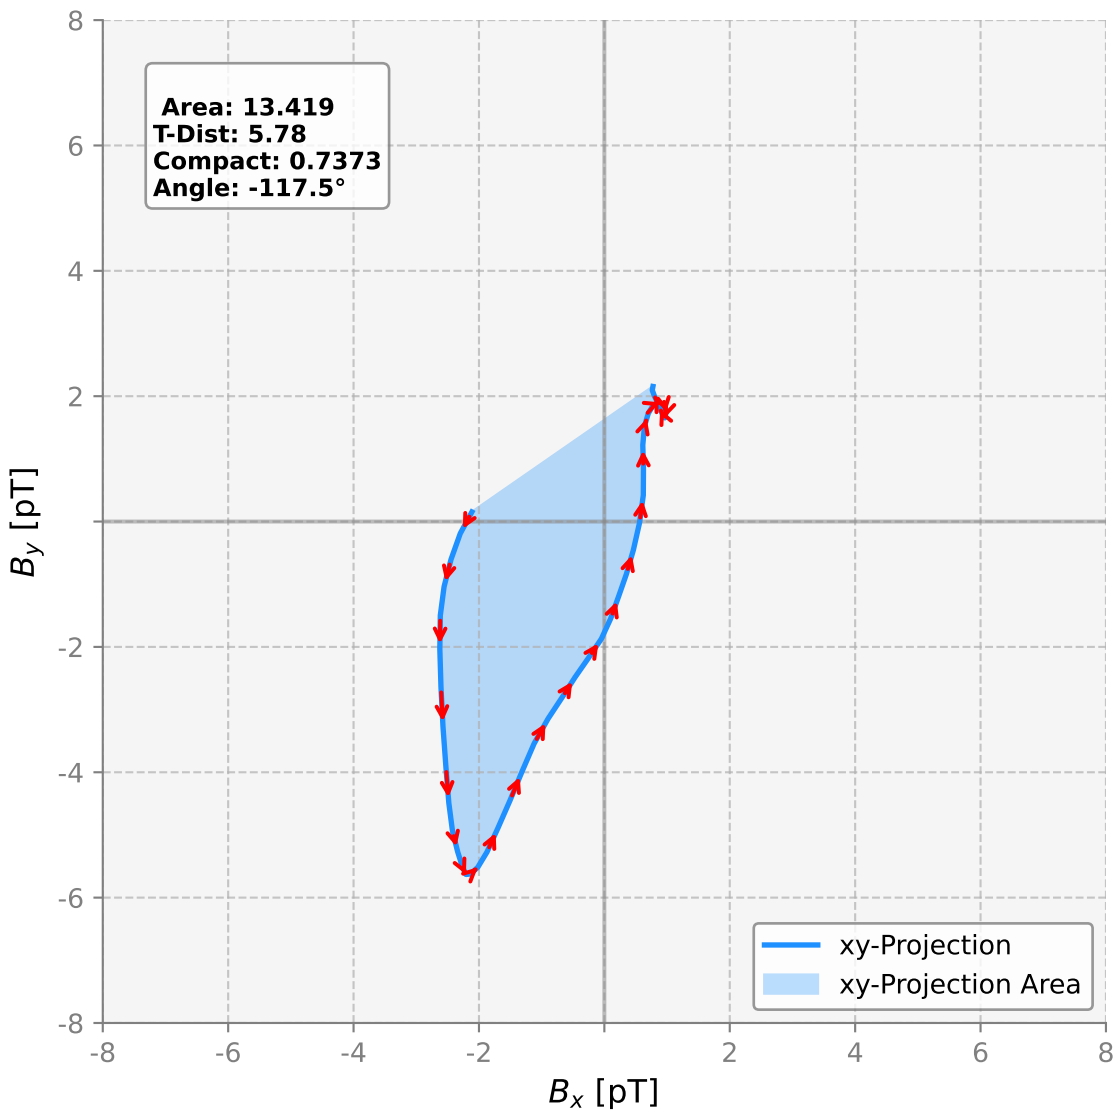 8
Area: 13.419
T-Dist: 5.78
Compact: 0.7373
Angle: -117.5°
6
4
2
B_y [pT]
-2
-4
-6
xy-Projection
xy-Projection Area
-8
-8 -6 -4 -2 2 4 6 8
B_x [pT]